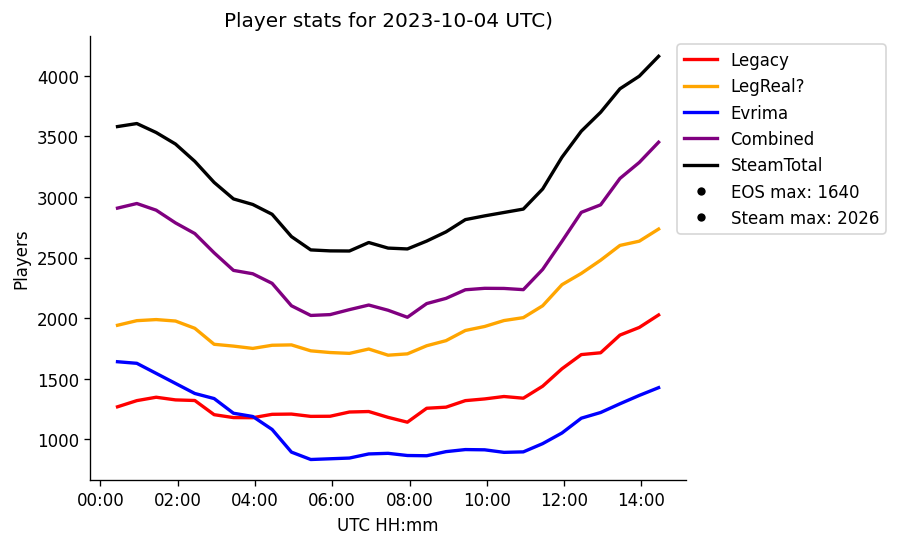 Player stats for 2023-10-04 UTC)
4000
3500
3000
2500
2000
1500
1000
Players
00:00 02:00 04:00 06:00 08:00 10:00 12:00 14:00
UTC HH:mm
Legacy
LegReal?
Evrima
Combined
SteamTotal
EOS max: 1640
Steam max: 2026